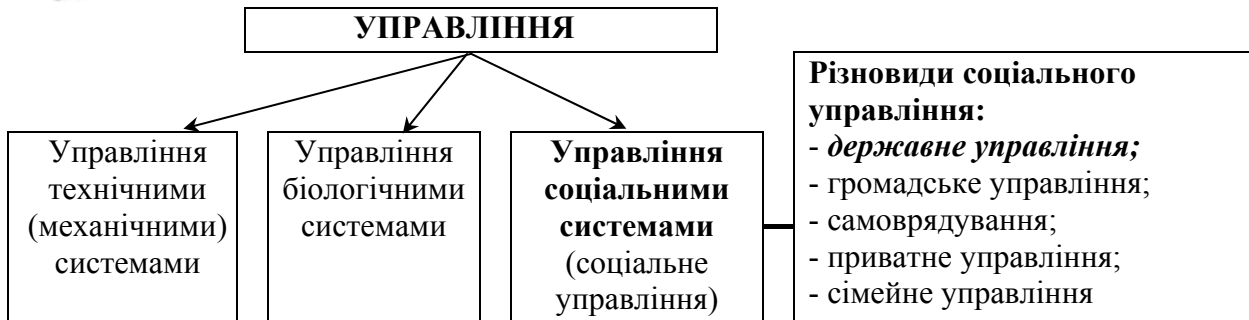 УПРАВЛІННЯ
Управління
технічними
(механічними)
системами
Управління
біологічними
системами
Управління
соціальними
системами
(соціальне
управління)
Різновиди соціального
управління:
- державне управління;
- громадське управління;
- самоврядування;
- приватне управління;
- сімейне управління